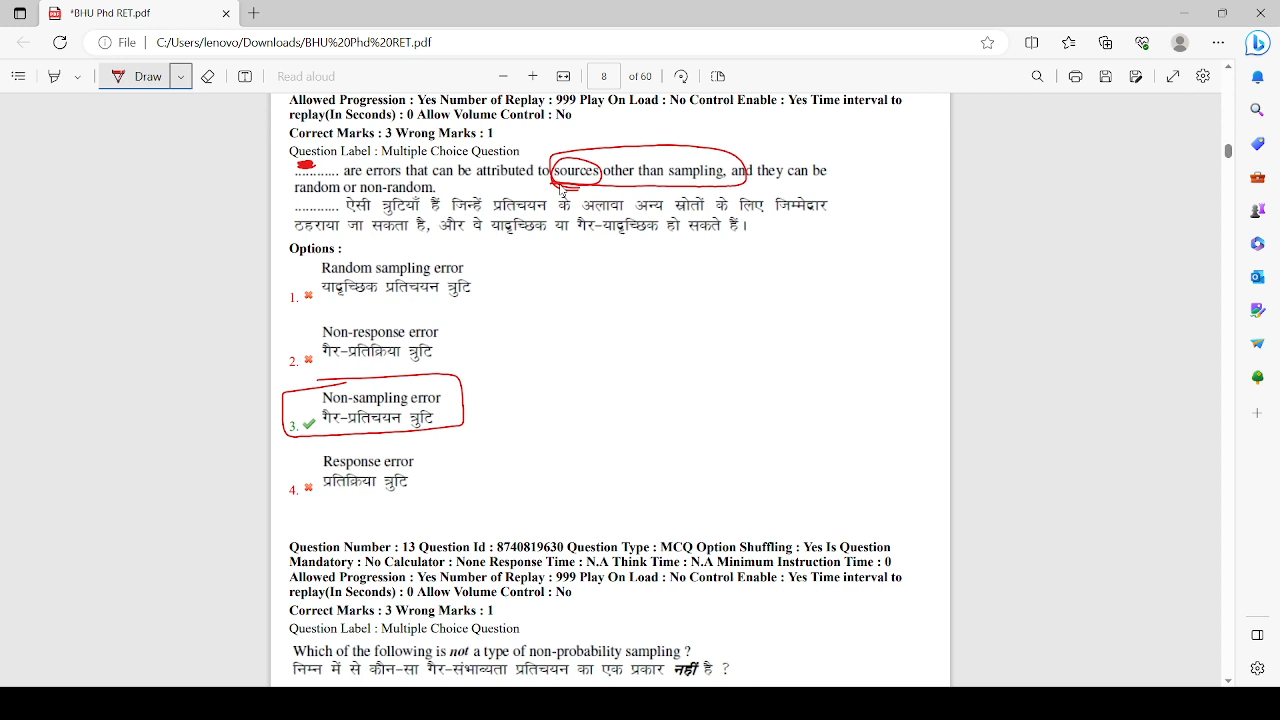 *BHU Phd RET.pdf
File
C:/Users/lenovo/Downloads/BHU%20Phd%20RET.pdf
Draw
Read aloud
8
of 60
Allowed Progression : Yes Number of Replay : 999 Play On Load : No Control Enable : Yes Time interval to
replay(In Seconds) : 0 Allow Volume Control : No
Correct Marks : 3 Wrong Marks : 1
Question Label : Multiple Choice Question
............ are errors that can be attributed to sources other than sampling, and they can be
random or non-random.
............ ऐसी त्रुटियाँ हैं जिन्हें प्रतिचयन के अलावा अन्य स्रोतों के लिए जिम्मेद्वार
ठहराया जा सकता है, और वे यादृच्छिक या गैर–यादृच्छिक हो सकते हैं।
Options :
Random sampling error
यादृच्छिक प्रतिचयन त्रुटि
1.
Non-response error
गैर–प्रतिक्रिया त्रुटि
2.
Non-sampling error
गैर–प्रतिचयन त्रुटि
3.
Response error
प्रतिक्रिया त्रुटि
4.
Question Number : 13 Question Id : 8740819630 Question Type : MCQ Option Shuffling : Yes Is Question
Mandatory : No Calculator : None Response Time : N.A Think Time : N.A Minimum Instruction Time : 0
Allowed Progression : Yes Number of Replay : 999 Play On Load : No Control Enable : Yes Time interval to
replay(In Seconds) : 0 Allow Volume Control : No
Correct Marks : 3 Wrong Marks : 1
Question Label : Multiple Choice Question
Which of the following is not a type of non-probability sampling ?
निम्न में से कौन–सा गैर–संभाव्यता प्रतिचयन का एक प्रकार नहीं है ?